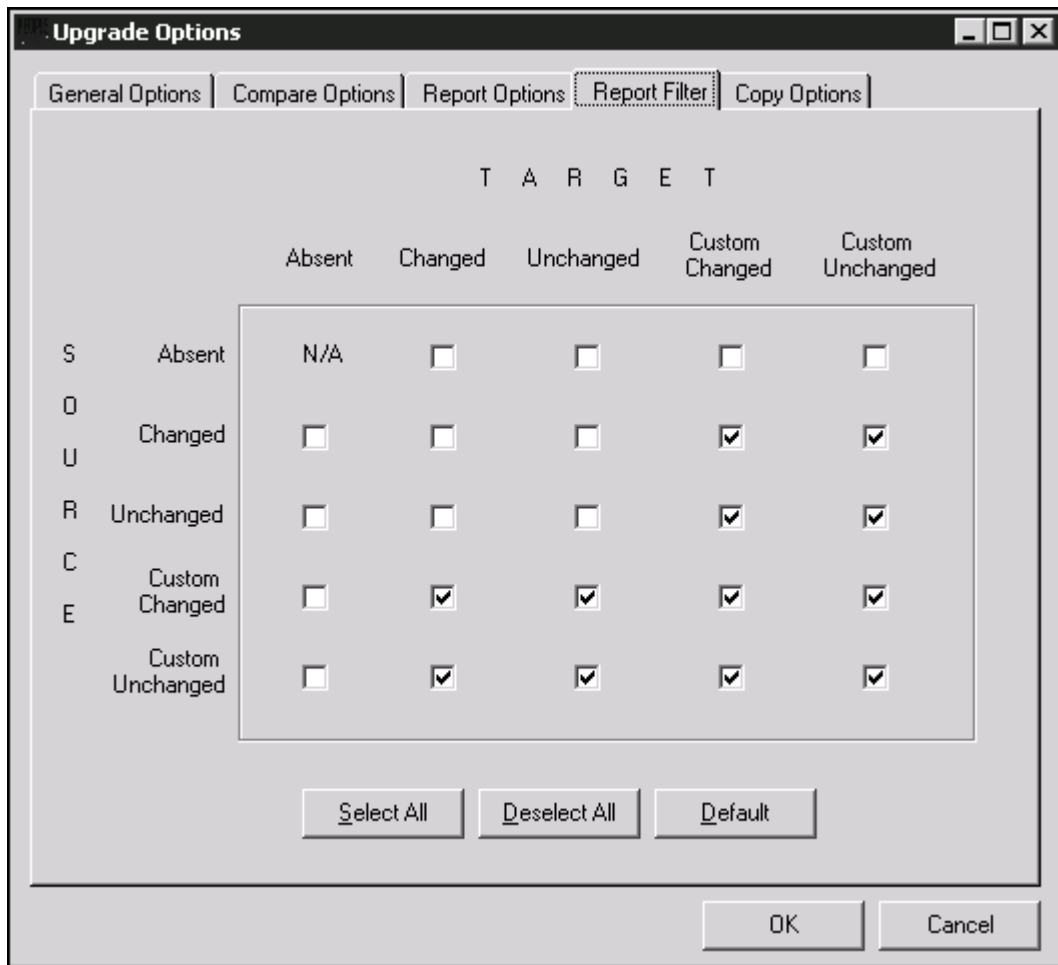 Upgrade Options
General Options
Compare Options
Report Options
Report Filter
Copy Options
T A R G E T
Absent
Changed
Unchanged
Custom
Changed
Custom
Unchanged
S O U R C E
Absent
N/A
Changed
Unchanged
Custom
Changed
Custom
Unchanged
Select All
Deselect All
Default
OK
Cancel